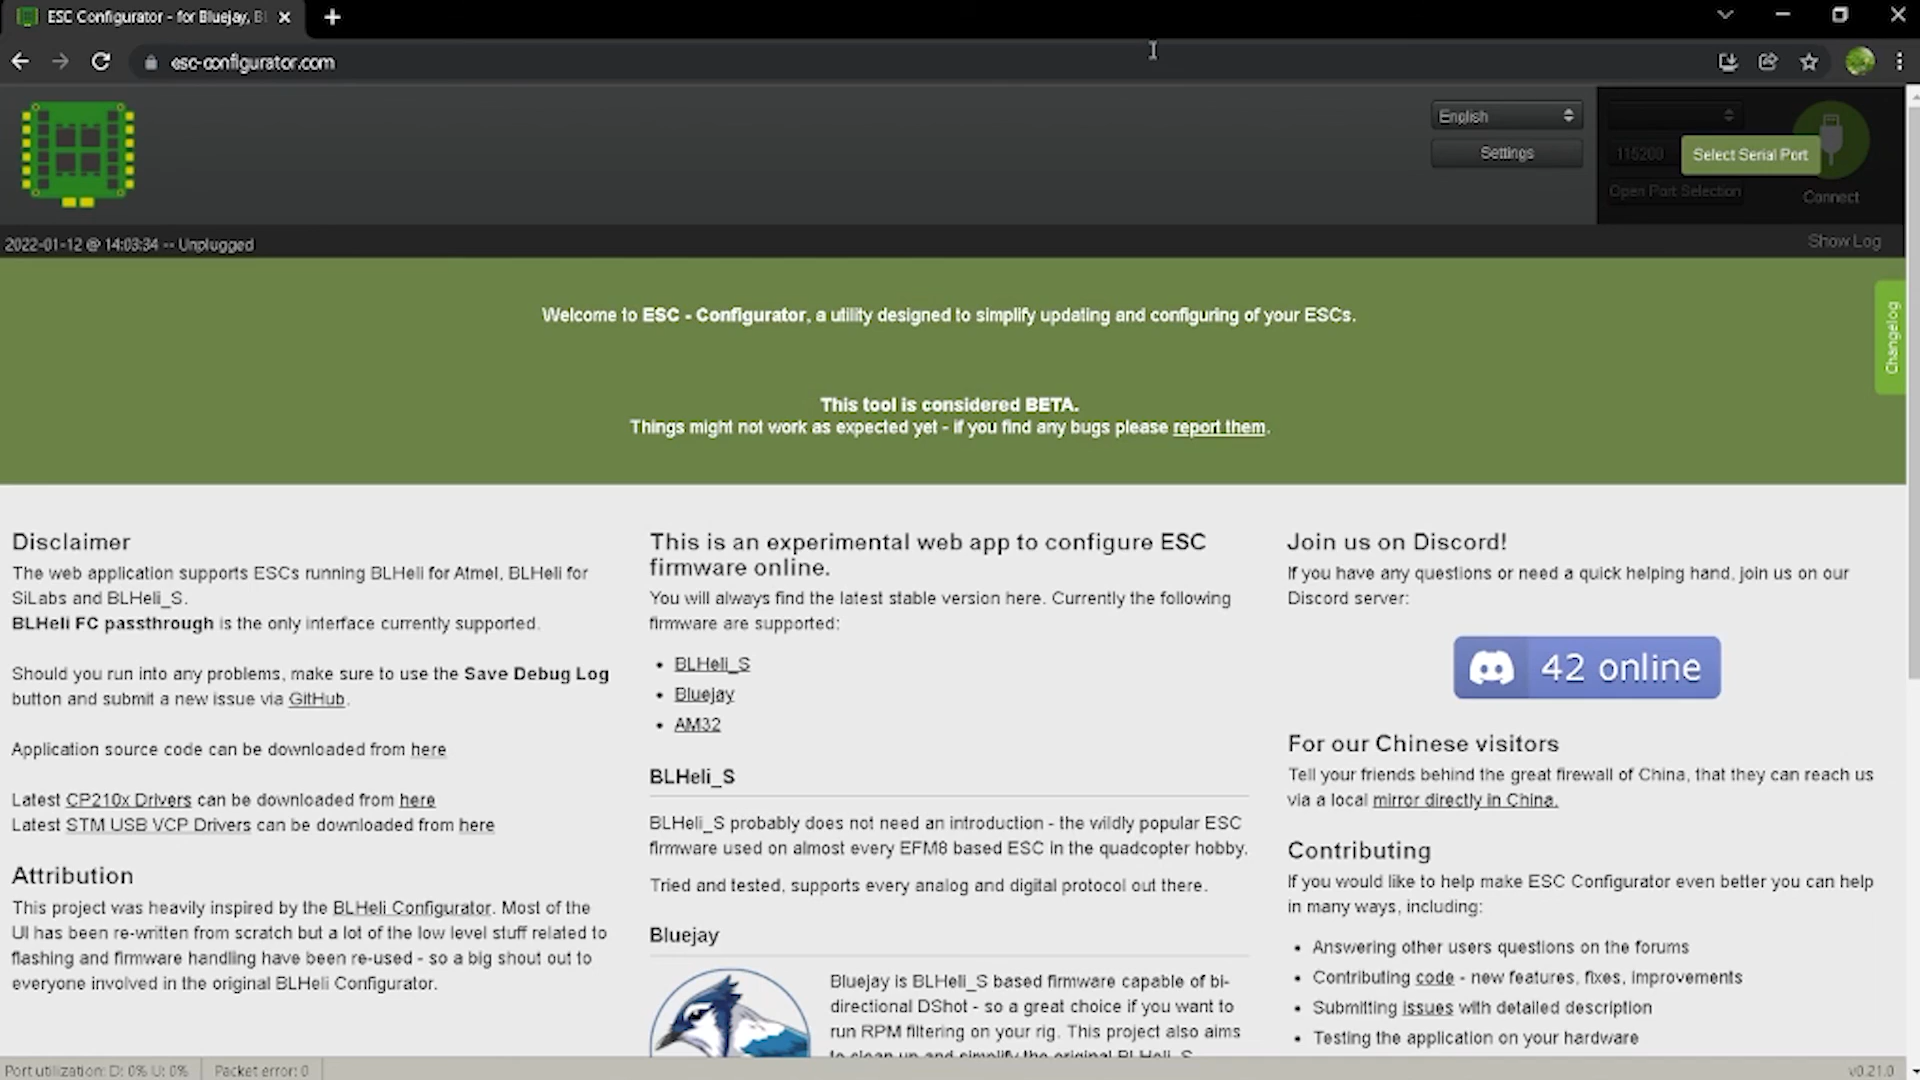 ESC Configurator - for Bluejay, B
esc-configurator.com
English
Settings
115200
Select Serial Port
Open Port Selection
Connect
2022-01-12 @ 14:03:34 -- Unplugged
Show Log
Changelog
Welcome to ESC - Configurator, a utility designed to simplify updating and configuring of your ESCs.
This tool is considered BETA.
Things might not work as expected yet - if you find any bugs please report them.
Disclaimer
The web application supports ESCs running BLHeli for Atmel, BLHeli for
SiLabs and BLHeli_S.
BLHeli FC passthrough is the only interface currently supported.
Should you run into any problems, make sure to use the Save Debug Log
button and submit a new issue via GitHub.
Application source code can be downloaded from here
Latest CP210x Drivers can be downloaded from here
Latest STM USB VCP Drivers can be downloaded from here
Attribution
This project was heavily inspired by the BLHeli Configurator. Most of the
UI has been re-written from scratch but a lot of the low level stuff related to
flashing and firmware handling have been re-used - so a big shout out to
everyone involved in the original BLHeli Configurator.
This is an experimental web app to configure ESC
firmware online.
You will always find the latest stable version here. Currently the following
firmware are supported:
• BLHeli_S
• Bluejay
• AM32
BLHeli_S
BLHeli_S probably does not need an introduction - the wildly popular ESC
firmware used on almost every EFM8 based ESC in the quadcopter hobby.
Tried and tested, supports every analog and digital protocol out there.
Bluejay
Bluejay is BLHeli_S based firmware capable of bi-
directional DShot - so a great choice if you want to
run RPM filtering on your rig. This project also aims
to clean up and simplify the original BLHeli_S
Join us on Discord!
If you have any questions or need a quick helping hand, join us on our
Discord server:
42 online
For our Chinese visitors
Tell your friends behind the great firewall of China, that they can reach us
via a local mirror directly in China.
Contributing
If you would like to help make ESC Configurator even better you can help
in many ways, including:
• Answering other users questions on the forums
• Contributing code - new features, fixes, improvements
• Submitting issues with detailed description
• Testing the application on your hardware
Port utilization: D: 0% U: 0%
Packet error: 0
v0.21.0